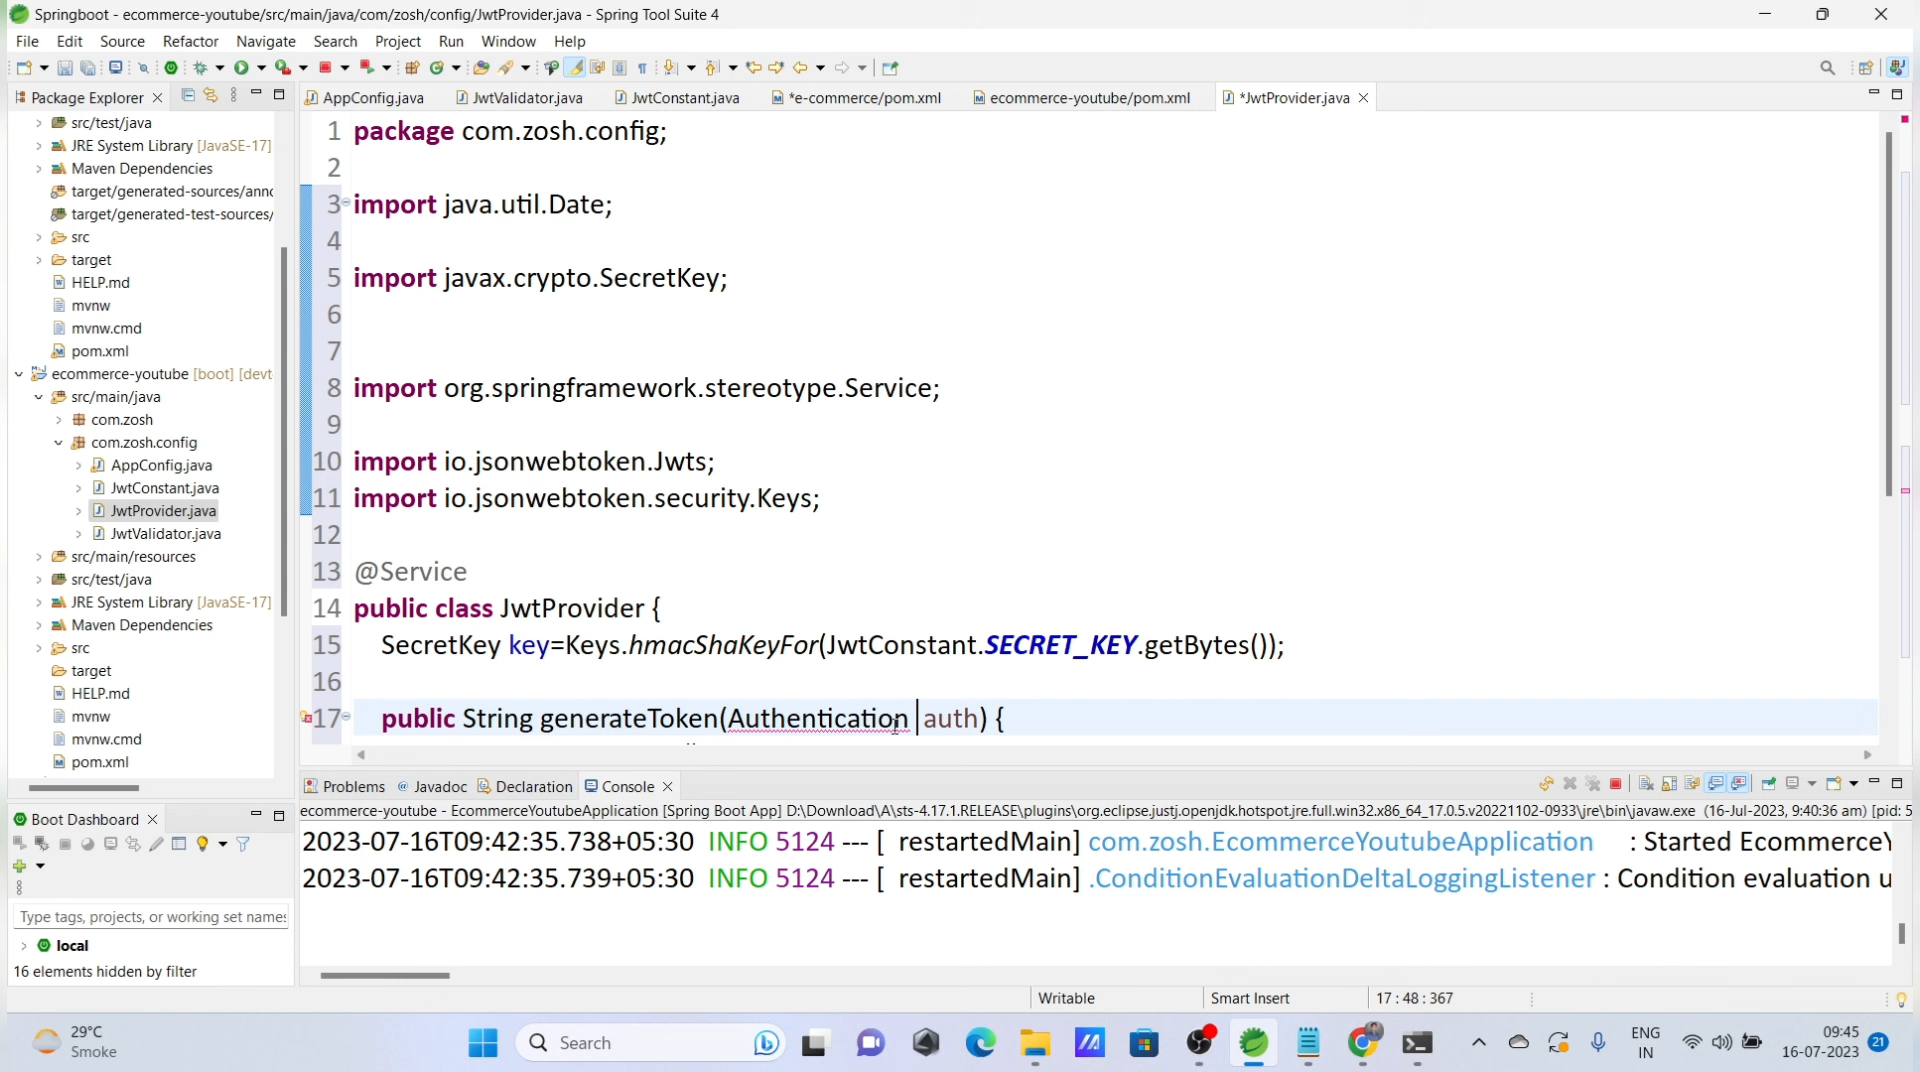 Springboot - ecommerce-youtube/src/main/java/com/zosh/config/JwtProvider.java - Spring Tool Suite 4
File Edit Source Refactor Navigate Search Project Run Window Help
Package Explorer
AppConfig.java JwtValidator.java JwtConstant.java *e-commerce/pom.xml ecommerce-youtube/pom.xml *JwtProvider.java
src/test/java
JRE System Library [JavaSE-17]
Maven Dependencies
target/generated-sources/anno
target/generated-test-sources/
src
target
HELP.md
mvnw
mvnw.cmd
pom.xml
ecommerce-youtube [boot] [devt
src/main/java
com.zosh
com.zosh.config
AppConfig.java
JwtConstant.java
JwtProvider.java
JwtValidator.java
src/main/resources
src/test/java
JRE System Library [JavaSE-17]
Maven Dependencies
src
target
HELP.md
mvnw
mvnw.cmd
pom.xml
1 package com.zosh.config;
2
3 import java.util.Date;
4
5 import javax.crypto.SecretKey;
6
7
8 import org.springframework.stereotype.Service;
9
10 import io.jsonwebtoken.Jwts;
11 import io.jsonwebtoken.security.Keys;
12
13 @Service
14 public class JwtProvider {
15 SecretKey key=Keys.hmacShaKeyFor(JwtConstant.SECRET_KEY.getBytes());
16
17 public String generateToken(Authentication auth) {
Boot Dashboard
Type tags, projects, or working set names
local
16 elements hidden by filter
Problems Javadoc Declaration Console
ecommerce-youtube - EcommerceYoutubeApplication [Spring Boot App] D:\Download\A\sts-4.17.1.RELEASE\plugins\org.eclipse.justj.openjdk.hotspot.jre.full.win32.x86_64_17.0.5.v20221102-0933\jre\bin\javaw.exe (16-Jul-2023, 9:40:36 am) [pid: 5
2023-07-16T09:42:35.738+05:30 INFO 5124 --- [ restartedMain] com.zosh.EcommerceYoutubeApplication : Started EcommerceY
2023-07-16T09:42:35.739+05:30 INFO 5124 --- [ restartedMain] .ConditionEvaluationDeltaLoggingListener : Condition evaluation u
Writable Smart Insert 17 : 48 : 367
29°C
Smoke
Search
ENG
IN
09:45
16-07-2023
21